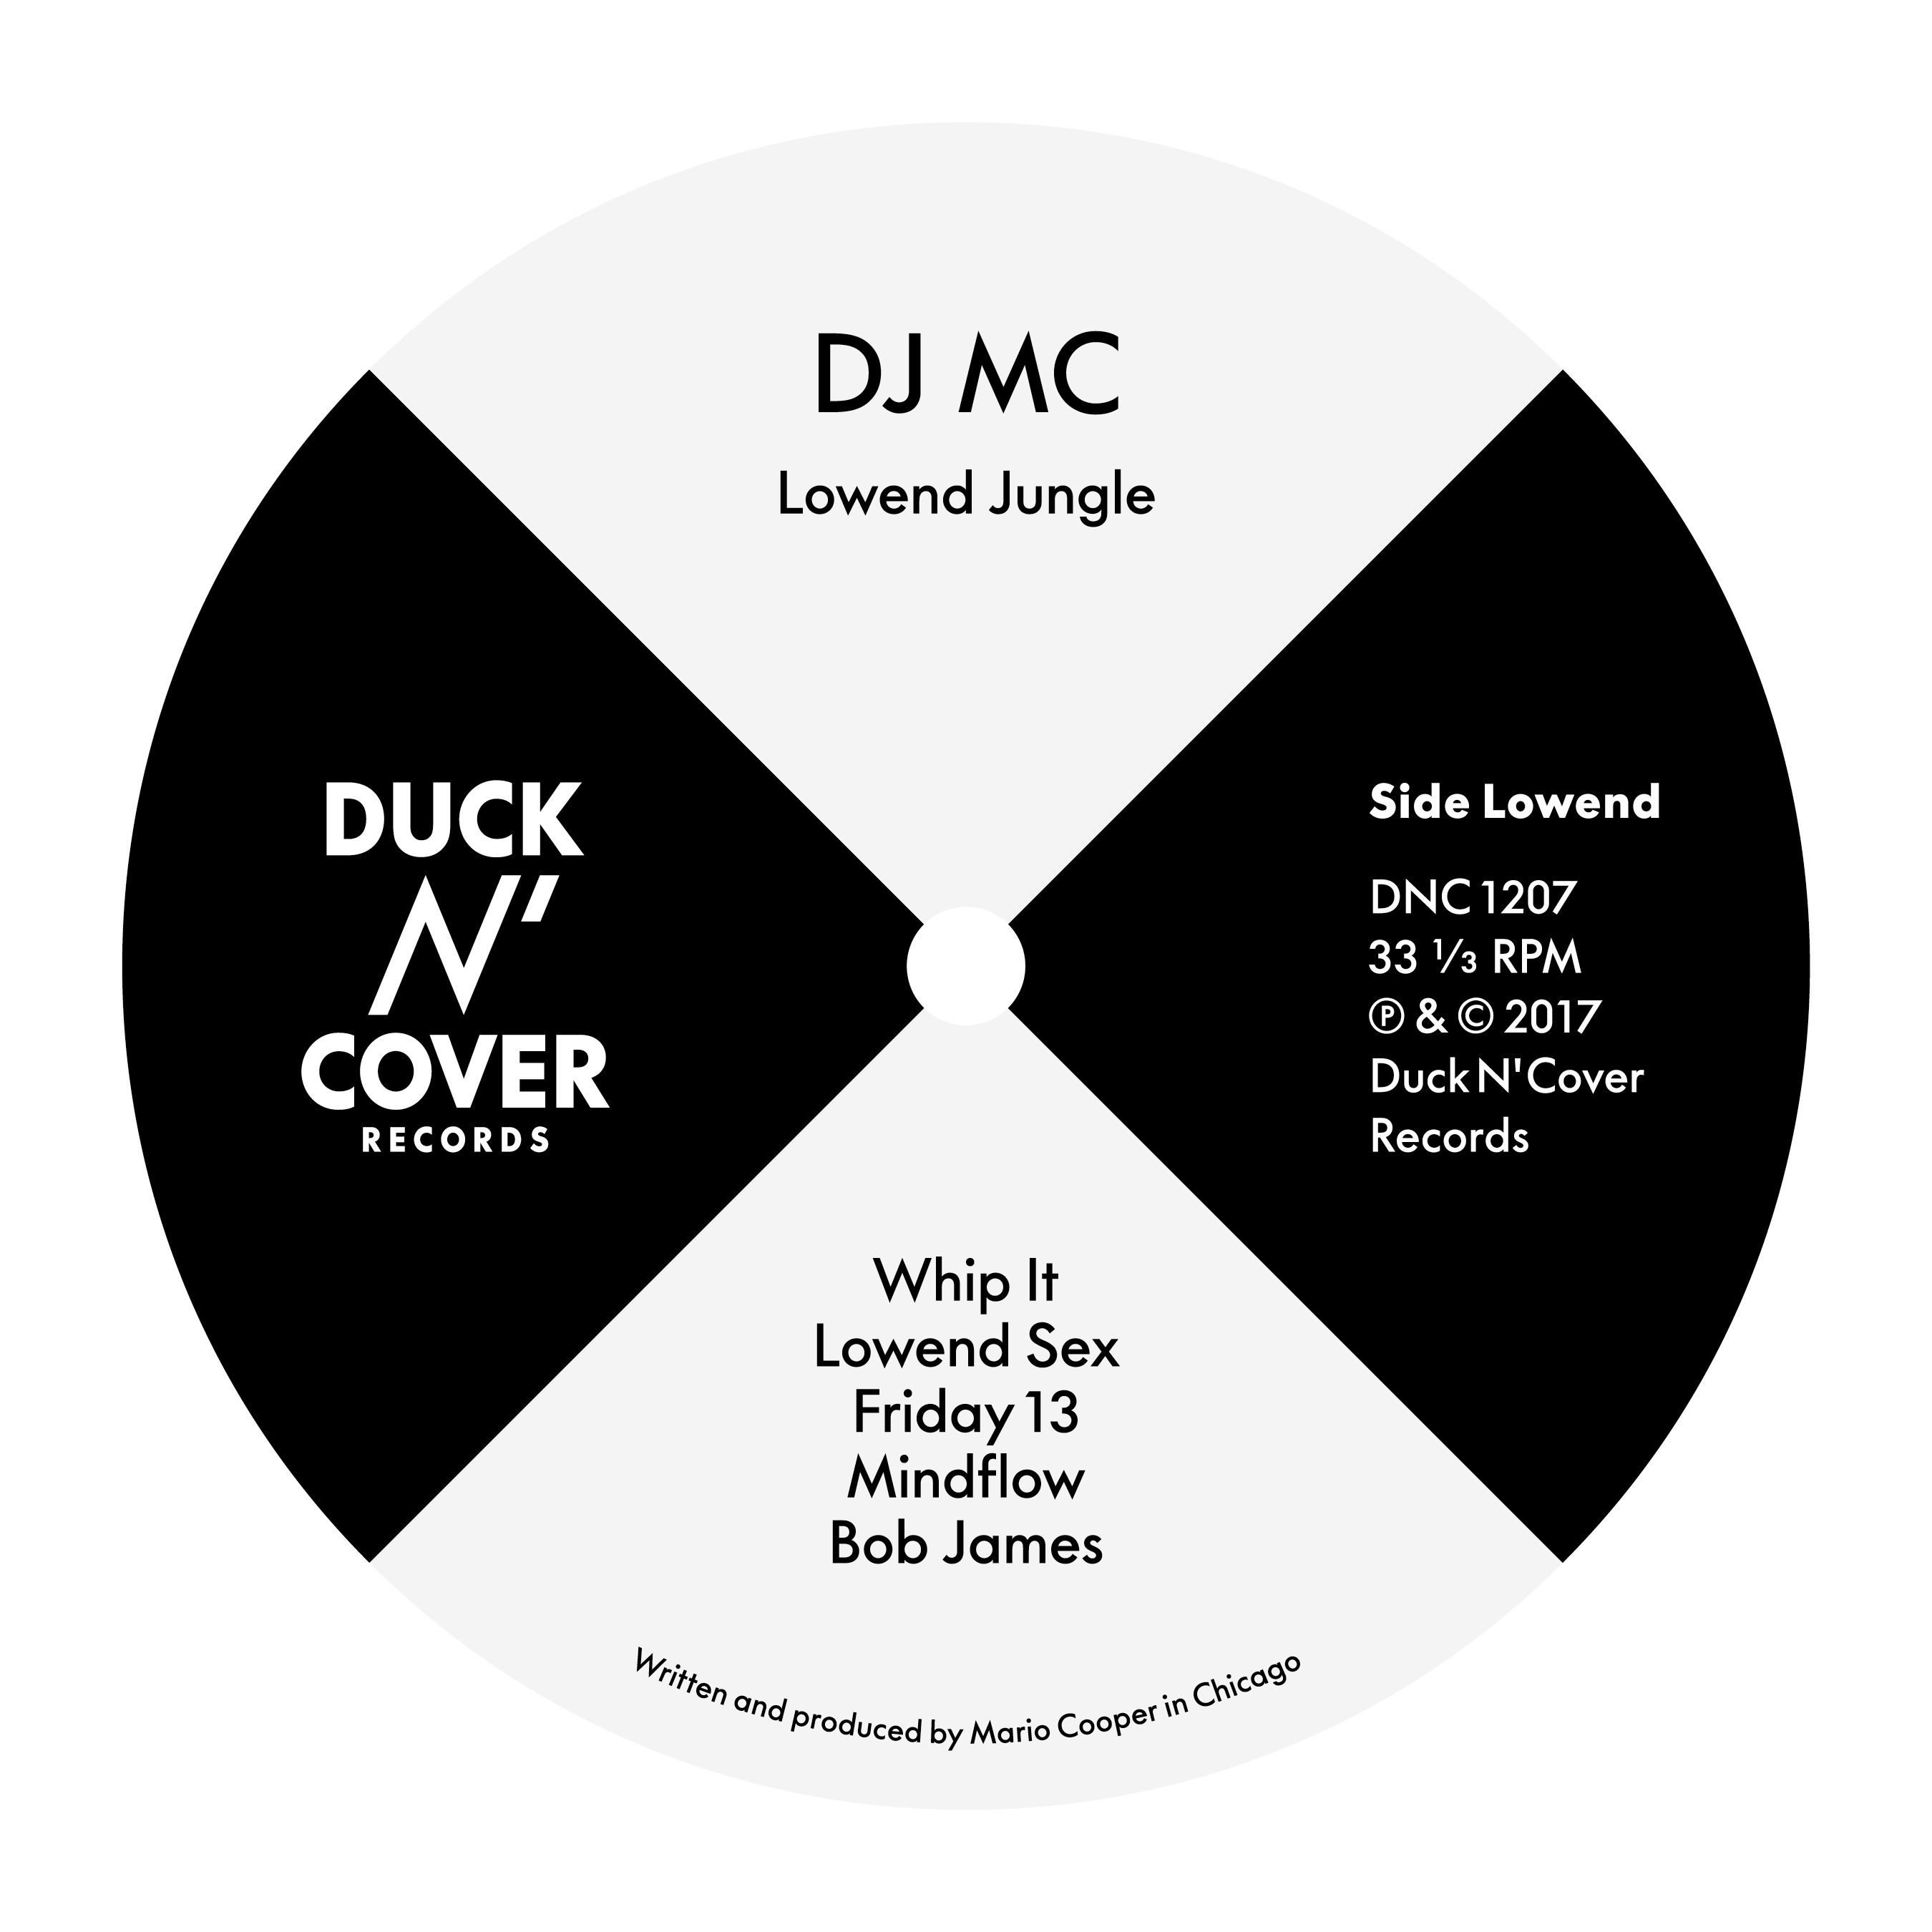 DJ MC
Lowend Jungle
DUCK
N'
COVER
RECORDS
Side Lowend
DNC 1207
33 ⅓ RPM
℗ & © 2017
Duck N" Cover
Records
Whip It
Lowend Sex
Friday 13
Mindflow
Bob James
Written and produced by Mario Cooper in Chicago